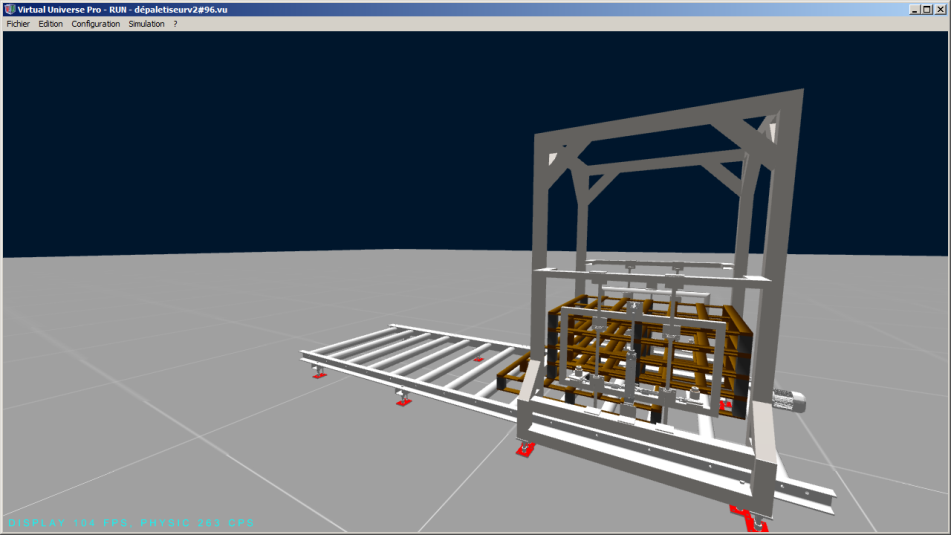 Virtual Universe Pro - RUN - dépaletiseurv2#96.vu
Fichier Edition Configuration Simulation ?
DISPLAY 104 FPS, PHYSIC 263 CPS